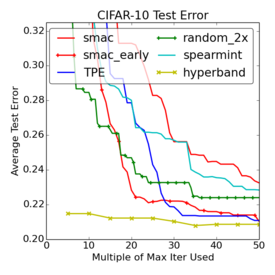 CIFAR-10 Test Error
0.32
0.30
0.28
0.26
0.24
0.22
0.20
Average Test Error
smac
smac_early
TPE
random_2x
spearmint
hyperband
0
10
20
30
40
50
Multiple of Max Iter Used